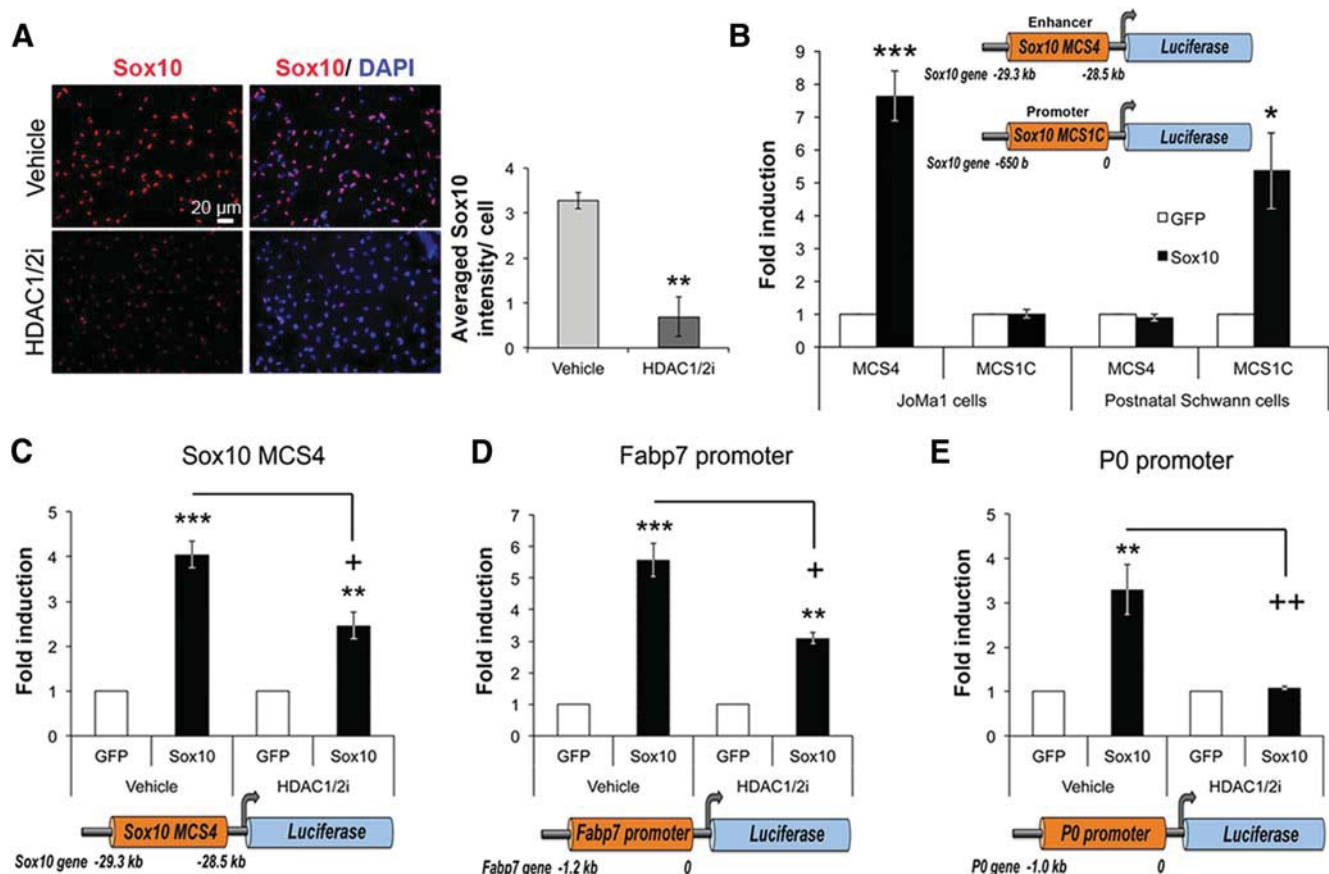 A
Sox10
Sox10/ DAPI
Vehicle
HDAC1/2i
20 µm
Averaged Sox10
intensity/ cell
4
3
2
1
0
**
Vehicle
HDAC1/2i
B
Fold induction
9
8
7
6
5
4
3
2
1
0
***
*
Enhancer
Sox10 MCS4
Luciferase
Sox10 gene -29.3 kb
-28.5 kb
Promoter
Sox10 MCS1C
Luciferase
Sox10 gene -650 b
0
GFP
Sox10
MCS4
MCS1C
MCS4
MCS1C
JoMa1 cells
Postnatal Schwann cells
C
Sox10 MCS4
Fold induction
5
4
3
2
1
0
***
+
**
GFP
Sox10
GFP
Sox10
Vehicle
HDAC1/2i
Sox10 MCS4
Luciferase
Sox10 gene -29.3 kb
-28.5 kb
D
Fabp7 promoter
Fold induction
7
6
5
4
3
2
1
0
***
+
**
GFP
Sox10
GFP
Sox10
Vehicle
HDAC1/2i
Fabp7 promoter
Luciferase
Fabp7 gene -1.2 kb
0
E
P0 promoter
Fold induction
5
4
3
2
1
0
**
++
GFP
Sox10
GFP
Sox10
Vehicle
HDAC1/2i
P0 promoter
Luciferase
P0 gene -1.0 kb
0